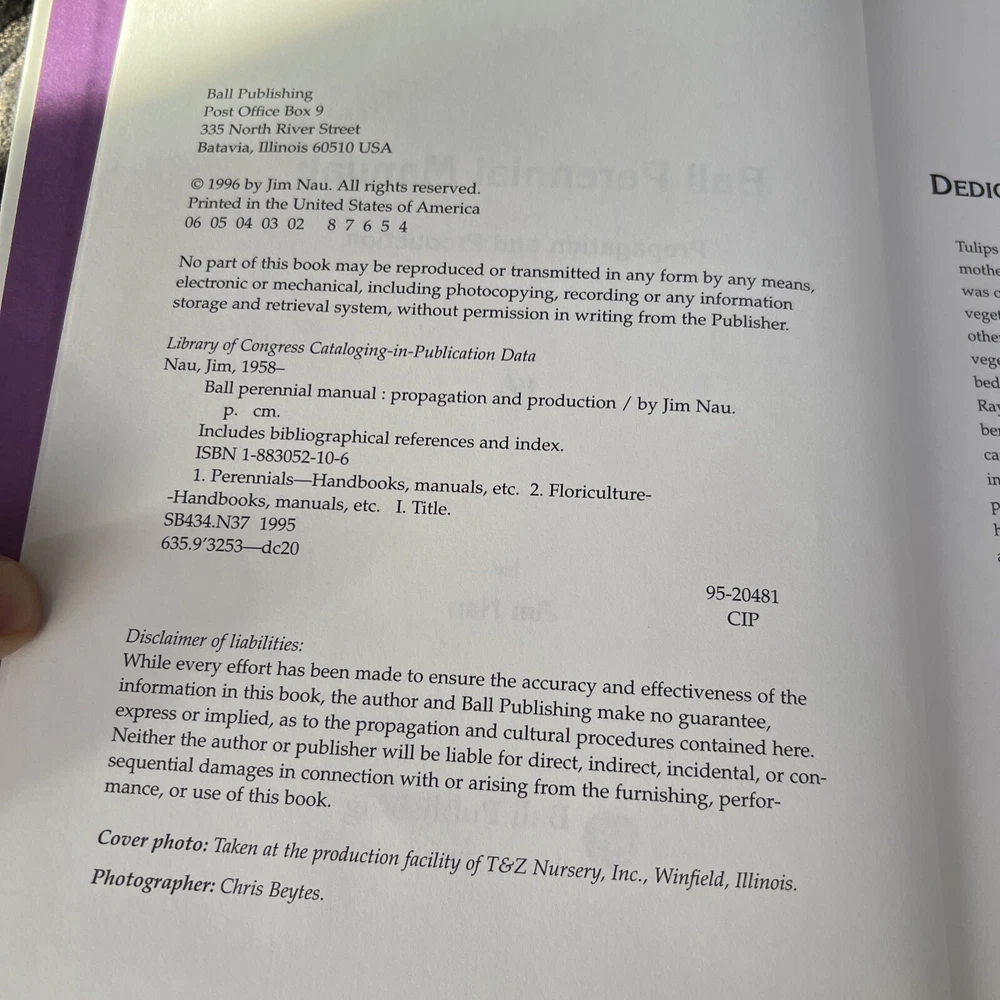 Ball Publishing
Post Office Box 9
335 North River Street
Batavia, Illinois 60510 USA
© 1996 by Jim Nau. All rights reserved.
Printed in the United States of America
06 05 04 03 02 8 7 6 5 4
No part of this book may be reproduced or transmitted in any form by any means,
electronic or mechanical, including photocopying, recording or any information
storage and retrieval system, without permission in writing from the Publisher.
Library of Congress Cataloging-in-Publication Data
Nau, Jim, 1958–
Ball perennial manual : propagation and production / by Jim Nau.
p. cm.
Includes bibliographical references and index.
ISBN 1-883052-10-6
1. Perennials—Handbooks, manuals, etc. 2. Floriculture-
-Handbooks, manuals, etc. I. Title.
SB434.N37 1995
635.9'3253—dc20
95-20481
CIP
Disclaimer of liabilities:
While every effort has been made to ensure the accuracy and effectiveness of the
information in this book, the author and Ball Publishing make no guarantee,
express or implied, as to the propagation and cultural procedures contained here.
Neither the author or publisher will be liable for direct, indirect, incidental, or con-
sequential damages in connection with or arising from the furnishing, perfor-
mance, or use of this book.
Cover photo: Taken at the production facility of T&Z Nursery, Inc., Winfield, Illinois.
Photographer: Chris Beytes.
Tulips
was
bed
in